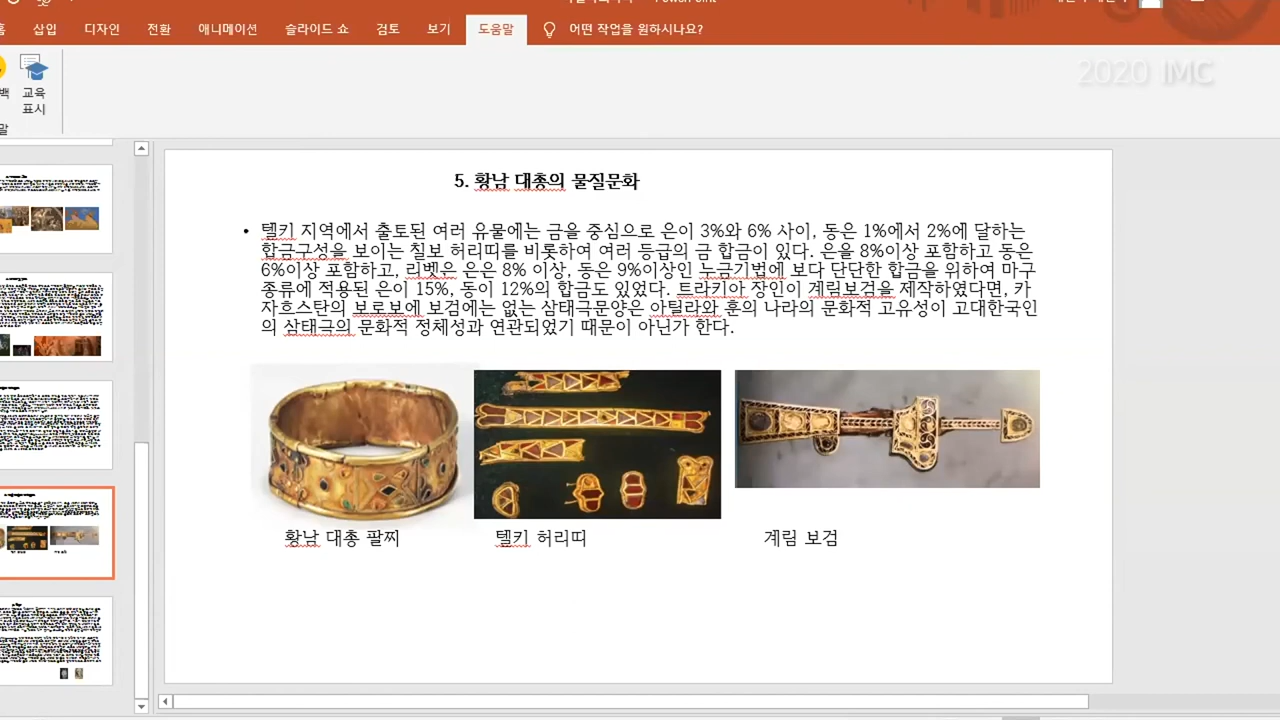 삽입 디자인 전환 애니메이션 슬라이드 쇼 검토 보기 도움말 어떤 작업을 원하시나요?
2020 IMC
교육
표시
5. 황남 대총의 물질문화
• 텔키 지역에서 출토된 여러 유물에는 금을 중심으로 은이 3%와 6% 사이, 동은 1%에서 2%에 달하는
합금구성을 보이는 칠보 허리띠를 비롯하여 여러 등급의 금 합금이 있다. 은을 8%이상 포함하고 동은
6%이상 포함하고, 리벳은 은은 8% 이상, 동은 9%이상인 누금기법에 보다 단단한 합금을 위하여 마구
종류에 적용된 은이 15%, 동이 12%의 합금도 있었다. 트라키아 장인이 계림보검을 제작하였다면, 카
자흐스탄의 보로보에 보검에는 없는 삼태극문양은 아틸라와 훈의 나라의 문화적 고유성이 고대한국인
의 삼태극의 문화적 정체성과 연관되었기 때문이 아닌가 한다.
황남 대총 팔찌 텔키 허리띠 계림 보검